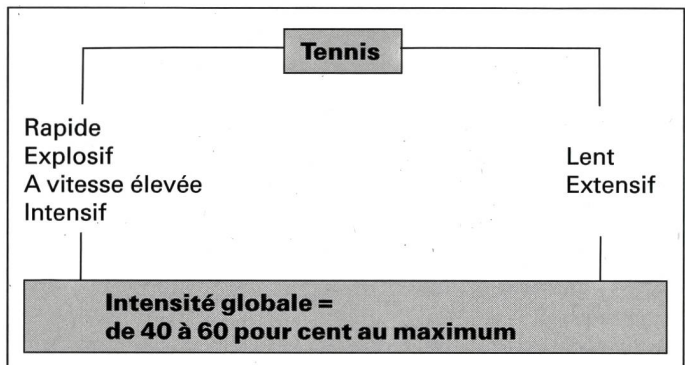 Tennis
Rapide
Explosif
A vitesse élevée
Intensif
Lent
Extensif
Intensité globale =
de 40 à 60 pour cent au maximum